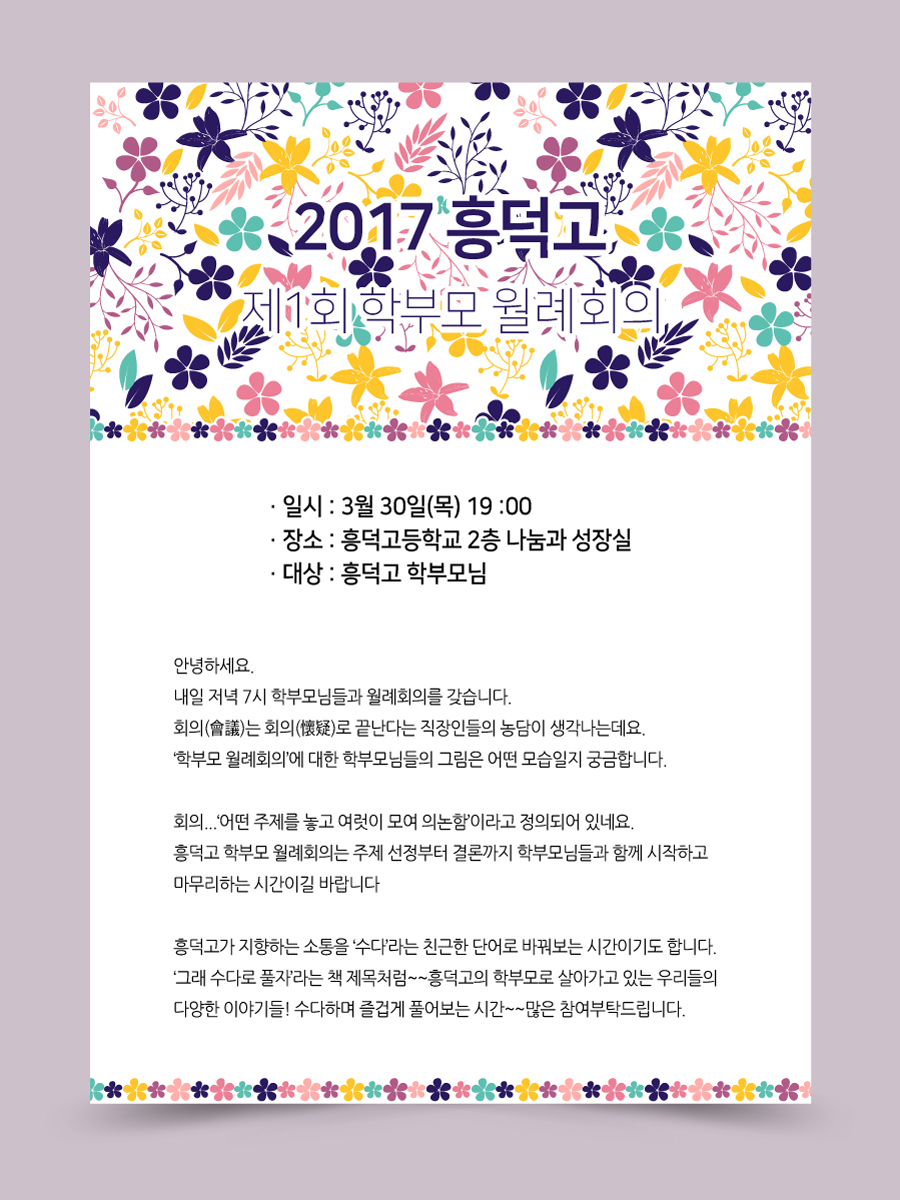 2017 흥덕고
제1회 학부모 월례회의
· 일시 : 3월 30일(목) 19 :00
· 장소 : 흥덕고등학교 2층 나눔과 성장실
· 대상 : 흥덕고 학부모님
안녕하세요.
내일 저녁 7시 학부모님들과 월례회의를 갖습니다.
회의(會議)는 회의(懷疑)로 끝난다는 직장인들의 농담이 생각나는데요.
‘학부모 월례회의’에 대한 학부모님들의 그림은 어떤 모습일지 궁금합니다.
회의...‘어떤 주제를 놓고 여럿이 모여 의논함’이라고 정의되어 있네요.
흥덕고 학부모 월례회의는 주제 선정부터 결론까지 학부모님들과 함께 시작하고
마무리하는 시간이길 바랍니다
흥덕고가 지향하는 소통을 ‘수다’라는 친근한 단어로 바꿔보는 시간이기도 합니다.
‘그래 수다로 풀자’라는 책 제목처럼~~흥덕고의 학부모로 살아가고 있는 우리들의
다양한 이야기들! 수다하며 즐겁게 풀어보는 시간~~많은 참여부탁드립니다.